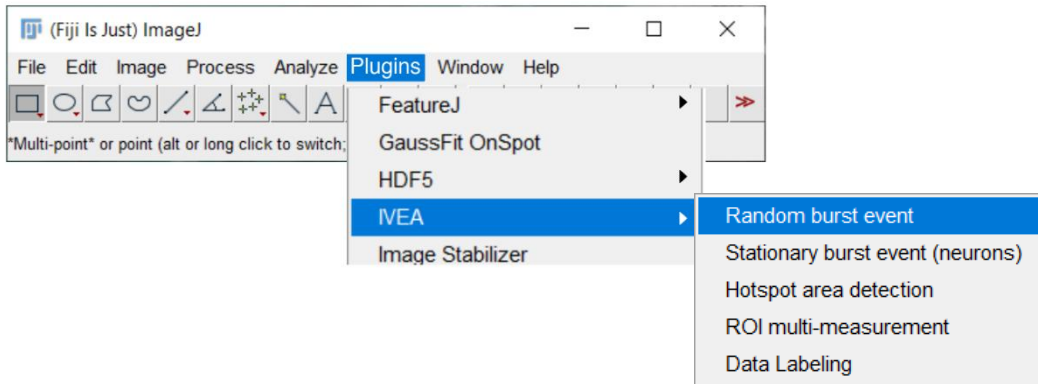 (Fiji Is Just) ImageJ
File Edit Image Process Analyze Plugins Window Help
*Multi-point* or point (alt or long click to switch;
FeatureJ
GaussFit OnSpot
HDF5
IVEA
Image Stabilizer
Random burst event
Stationary burst event (neurons)
Hotspot area detection
ROI multi-measurement
Data Labeling